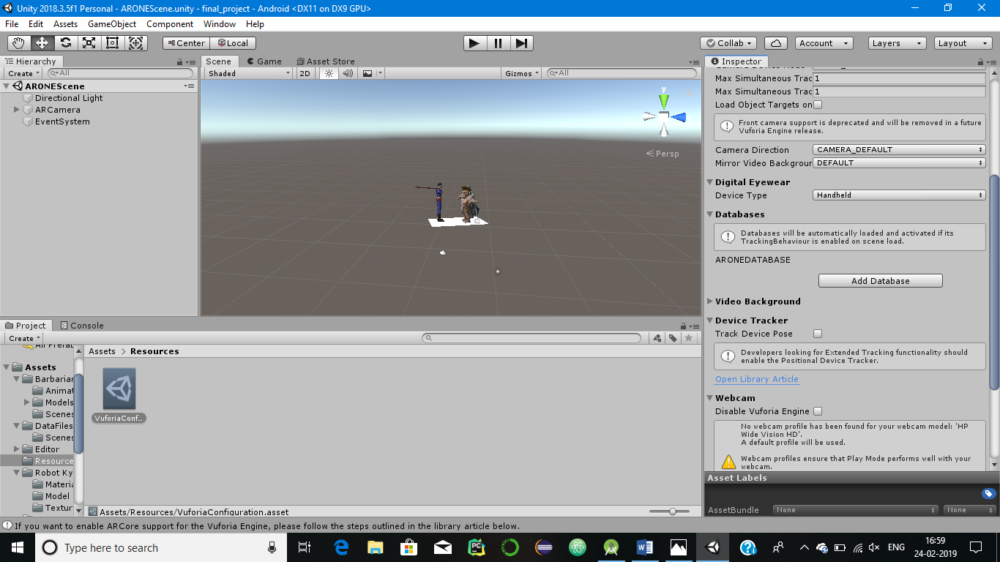 Unity 2018.3.5f1 Personal - ARONEScene.unity - final_project - Android <DX11 on DX9 GPU>
File Edit Assets GameObject Component Window Help
Center Local Collab Account Layers Layout
Hierarchy
Create All
ARONEScene
Directional Light
ARCamera
EventSystem
Scene Game Asset Store
Shaded 2D Gizmos All
y
Persp
Inspector
Max Simultaneous Trac 1
Max Simultaneous Trac 1
Load Object Targets on
Front camera support is deprecated and will be removed in a future
Vuforia Engine release.
Camera Direction CAMERA_DEFAULT
Mirror Video Backgrour DEFAULT
Digital Eyewear
Device Type Handheld
Databases
Databases will be automatically loaded and activated if its
TrackingBehaviour is enabled on scene load.
ARONEDATABASE
Add Database
Video Background
Device Tracker
Track Device Pose
Developers looking for Extended Tracking functionality should
enable the Positional Device Tracker.
Open Library Article
Webcam
Disable Vuforia Engine
No webcam profile has been found for your webcam model: 'HP
Wide Vision HD'.
A default profile will be used.
Webcam profiles ensure that Play Mode performs well with your
webcam.
Asset Labels
AssetBundle None None
Project Console
Create
All Prefab
Assets
Barbarian
Animat
Models
Scenes
DataFiles
Scenes
Editor
Resource
Robot Ky
Materia
Model
Textur
Assets > Resources
VuforiaConf...
Assets/Resources/VuforiaConfiguration.asset
If you want to enable ARCore support for the Vuforia Engine, please follow the steps outlined in the library article below.
Type here to search
ENG
16:59
24-02-2019